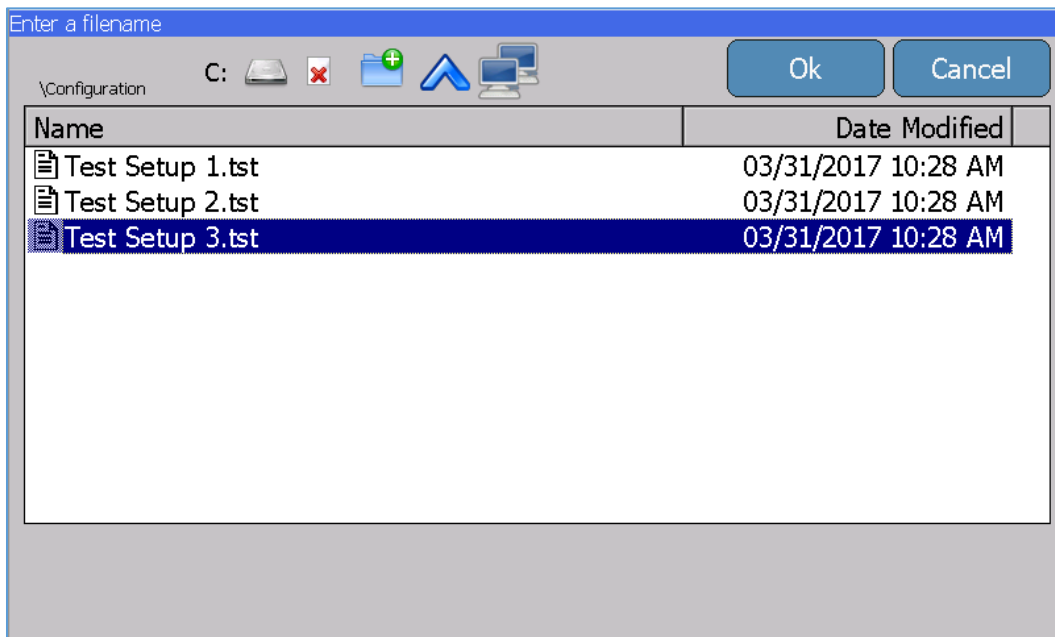 Enter a filename
\Configuration C: Ok Cancel
Name Date Modified
Test Setup 1.tst 03/31/2017 10:28 AM
Test Setup 2.tst 03/31/2017 10:28 AM
Test Setup 3.tst 03/31/2017 10:28 AM